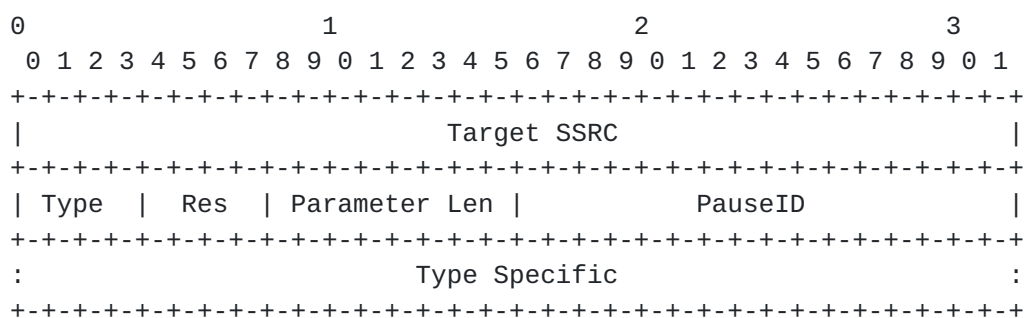 0                   1                   2                   3
 0 1 2 3 4 5 6 7 8 9 0 1 2 3 4 5 6 7 8 9 0 1 2 3 4 5 6 7 8 9 0 1
+-+-+-+-+-+-+-+-+-+-+-+-+-+-+-+-+-+-+-+-+-+-+-+-+-+-+-+-+-+-+-+-+
|                           Target SSRC                         |
+-+-+-+-+-+-+-+-+-+-+-+-+-+-+-+-+-+-+-+-+-+-+-+-+-+-+-+-+-+-+-+-+
| Type  |  Res  | Parameter Len |           PauseID             |
+-+-+-+-+-+-+-+-+-+-+-+-+-+-+-+-+-+-+-+-+-+-+-+-+-+-+-+-+-+-+-+-+
:                         Type Specific                         :
+-+-+-+-+-+-+-+-+-+-+-+-+-+-+-+-+-+-+-+-+-+-+-+-+-+-+-+-+-+-+-+-+